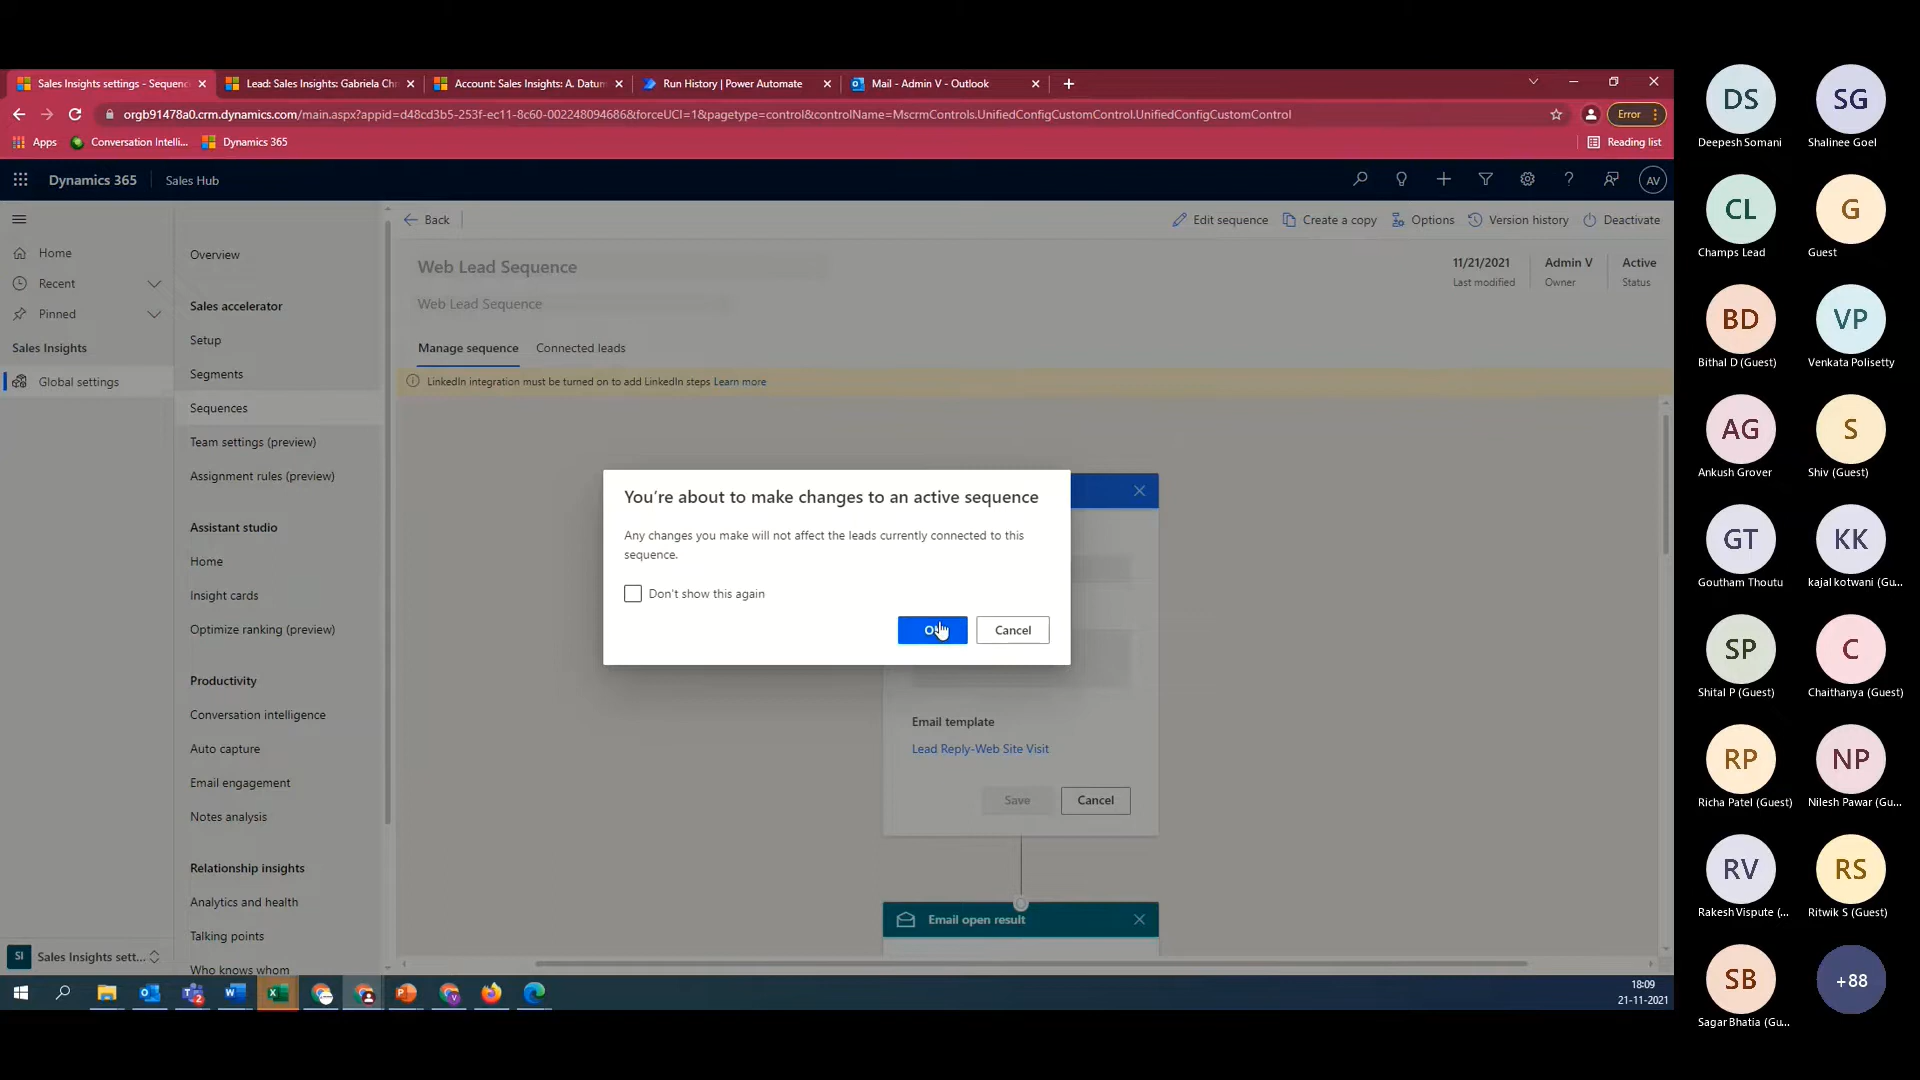 Sales Insights settings - Sequenc
Lead: Sales Insights: Gabriela Chr
Account: Sales Insights: A. Datum
Run History | Power Automate
Mail - Admin V - Outlook
orgb91478a0.crm.dynamics.com/main.aspx?appid=d48cd3b5-253f-ec11-8c60-002248094686&forceUCI=1&pagetype=control&controlName=MscrmControls.UnifiedConfigCustomControl.UnifiedConfigCustomControl
Error
Apps
Conversation Intelli...
Dynamics 365
Reading list
Dynamics 365
Sales Hub
AV
Home
Recent
Pinned
Sales Insights
Global settings
SI
Sales Insights sett...
Overview
Sales accelerator
Setup
Segments
Sequences
Team settings (preview)
Assignment rules (preview)
Assistant studio
Home
Insight cards
Optimize ranking (preview)
Productivity
Conversation intelligence
Auto capture
Email engagement
Notes analysis
Relationship insights
Analytics and health
Talking points
Who knows whom
Back
Edit sequence
Create a copy
Options
Version history
Deactivate
Web Lead Sequence
Web Lead Sequence
11/21/2021
Last modified
Admin V
Owner
Active
Status
Manage sequence
Connected leads
LinkedIn integration must be turned on to add LinkedIn steps Learn more
You're about to make changes to an active sequence
Any changes you make will not affect the leads currently connected to this
sequence.
Don't show this again
Cancel
Email template
Lead Reply-Web Site Visit
Save
Cancel
Email open result
18:09
21-11-2021
DS
Deepesh Somani
SG
Shalinee Goel
CL
Champs Lead
G
Guest
BD
Bithal D (Guest)
VP
Venkata Polisetty
AG
Ankush Grover
S
Shiv (Guest)
GT
Goutham Thoutu
KK
kajal kotwani (Gu...
SP
Shital P (Guest)
C
Chaithanya (Guest)
RP
Richa Patel (Guest)
NP
Nilesh Pawar (Gu...
RV
Rakesh Vispute (...
RS
Ritwik S (Guest)
SB
Sagar Bhatia (Gu...
+88